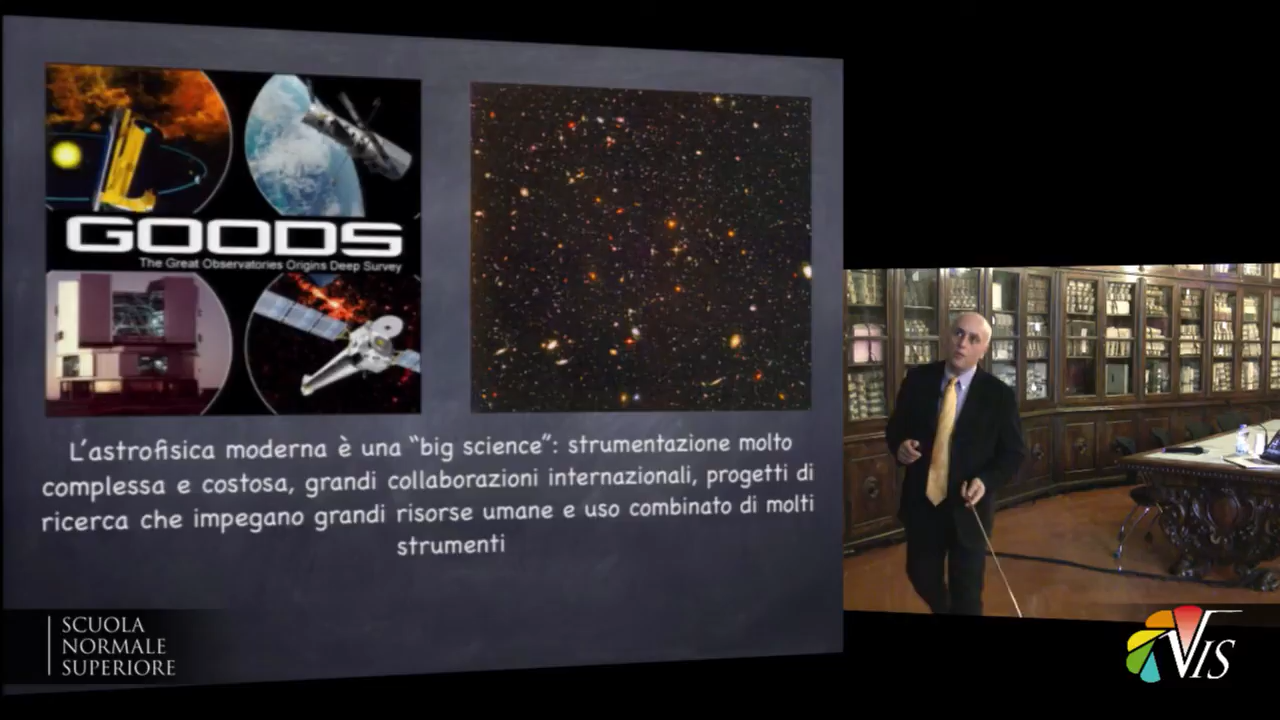 GOODS
The Great Observatories Origins Deep Survey
L'astrofisica moderna è una “big science”: strumentazione molto
complessa e costosa, grandi collaborazioni internazionali, progetti di
ricerca che impegano grandi risorse umane e uso combinato di molti
strumenti
SCUOLA
NORMALE
SUPERIORE
VIS